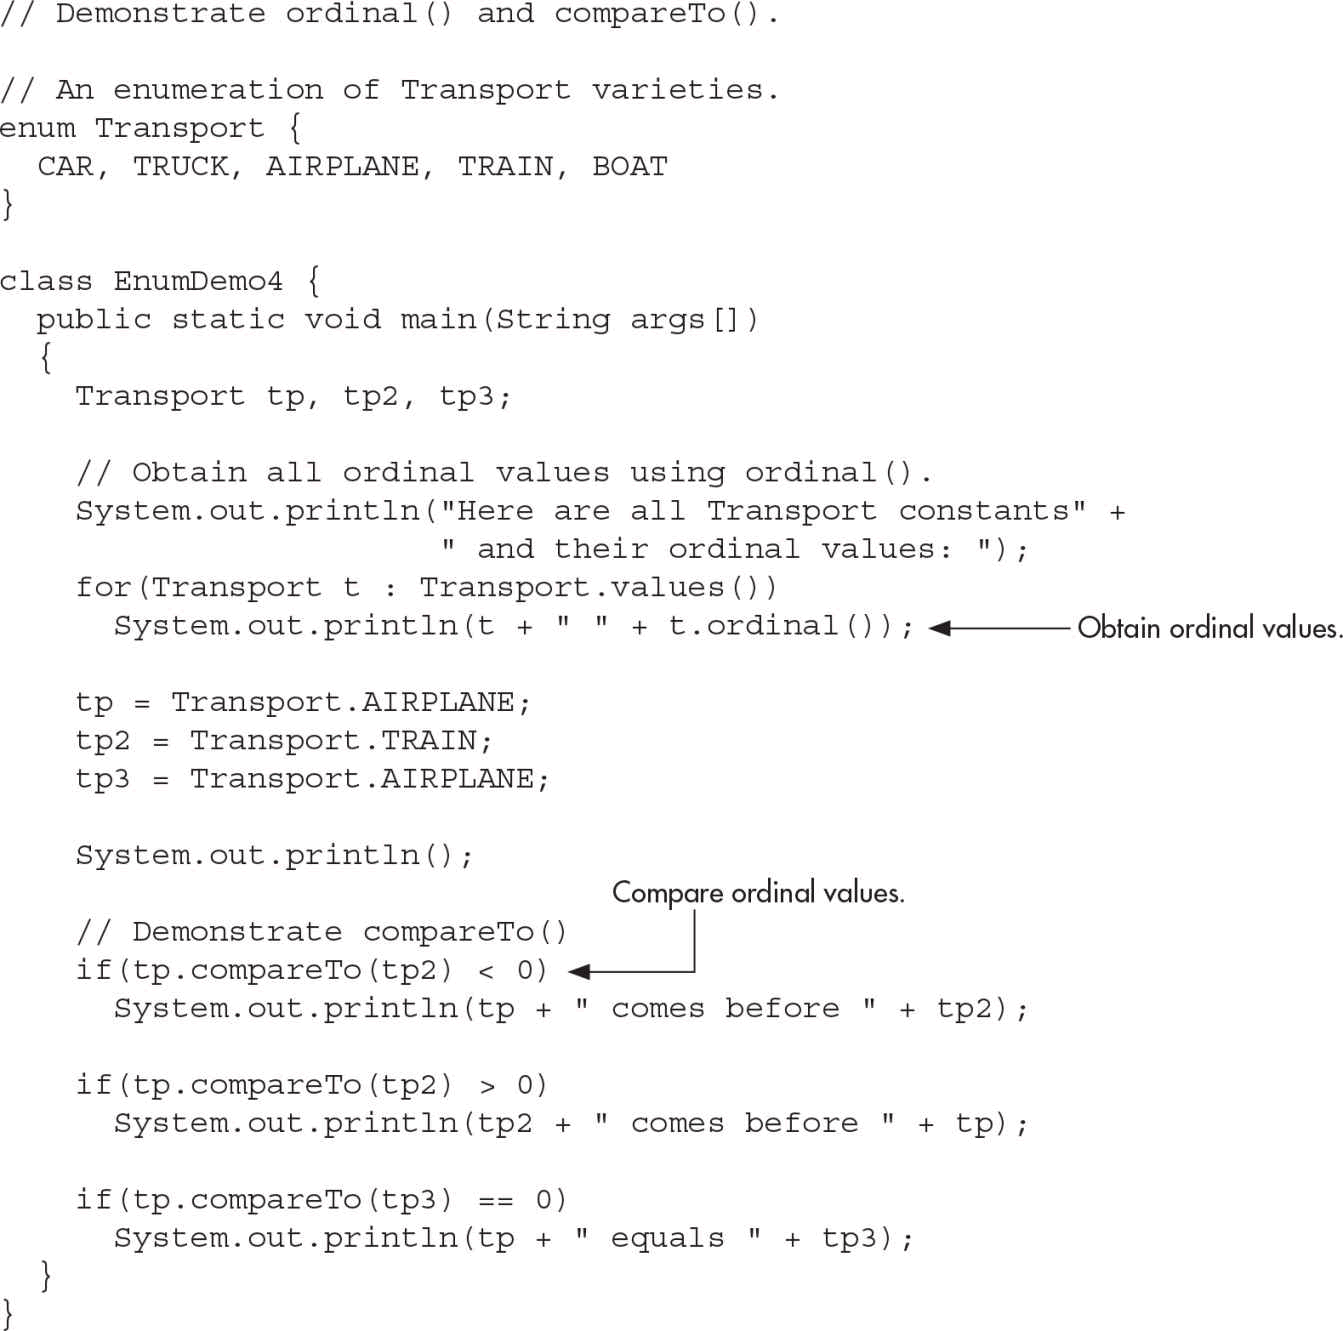 // Demonstrate ordinal() and compareTo().
// An enumeration of Transport varieties.
enum Transport {
  CAR, TRUCK, AIRPLANE, TRAIN, BOAT
}
class EnumDemo4 {
  public static void main(String args[])
  {
    Transport tp, tp2, tp3;
    // Obtain all ordinal values using ordinal().
    System.out.println("Here are all Transport constants" +
                       " and their ordinal values: ");
    for(Transport t : Transport.values())
      System.out.println(t + " " + t.ordinal()); Obtain ordinal values.
    tp = Transport.AIRPLANE;
    tp2 = Transport.TRAIN;
    tp3 = Transport.AIRPLANE;
    System.out.println();
Compare ordinal values.
    // Demonstrate compareTo()
    if(tp.compareTo(tp2) < 0)
      System.out.println(tp + " comes before " + tp2);
    if(tp.compareTo(tp2) > 0)
      System.out.println(tp2 + " comes before " + tp);
    if(tp.compareTo(tp3) == 0)
      System.out.println(tp + " equals " + tp3);
  }
}